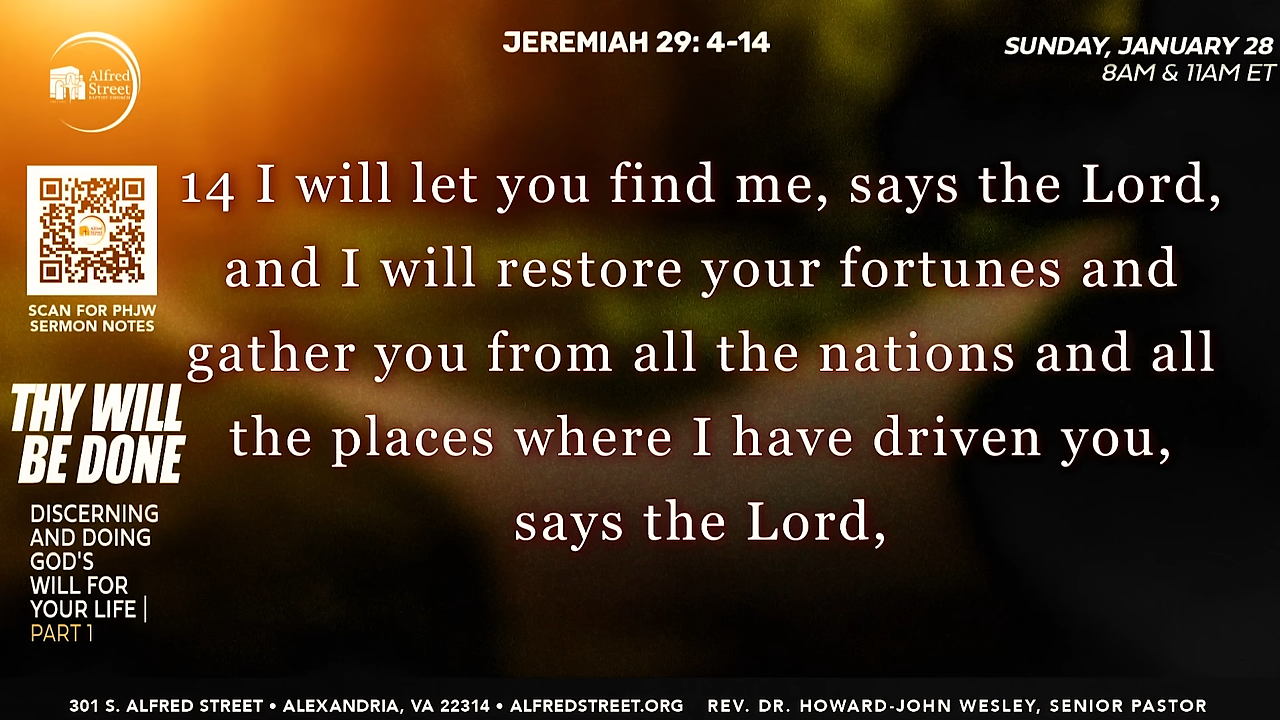 JEREMIAH 29: 4-14
SUNDAY, JANUARY 28
8AM & 11AM ET
Alfred
Street
BAPTIST CHURCH
14 I will let you find me, says the Lord,
and I will restore your fortunes and
gather you from all the nations and all
the places where I have driven you,
says the Lord,
SCAN FOR PHJW
SERMON NOTES
THY WILL
BE DONE
DISCERNING
AND DOING
GOD'S
WILL FOR
YOUR LIFE |
PART 1
301 S. ALFRED STREET • ALEXANDRIA, VA 22314 • ALFREDSTREET.ORG REV. DR. HOWARD-JOHN WESLEY, SENIOR PASTOR